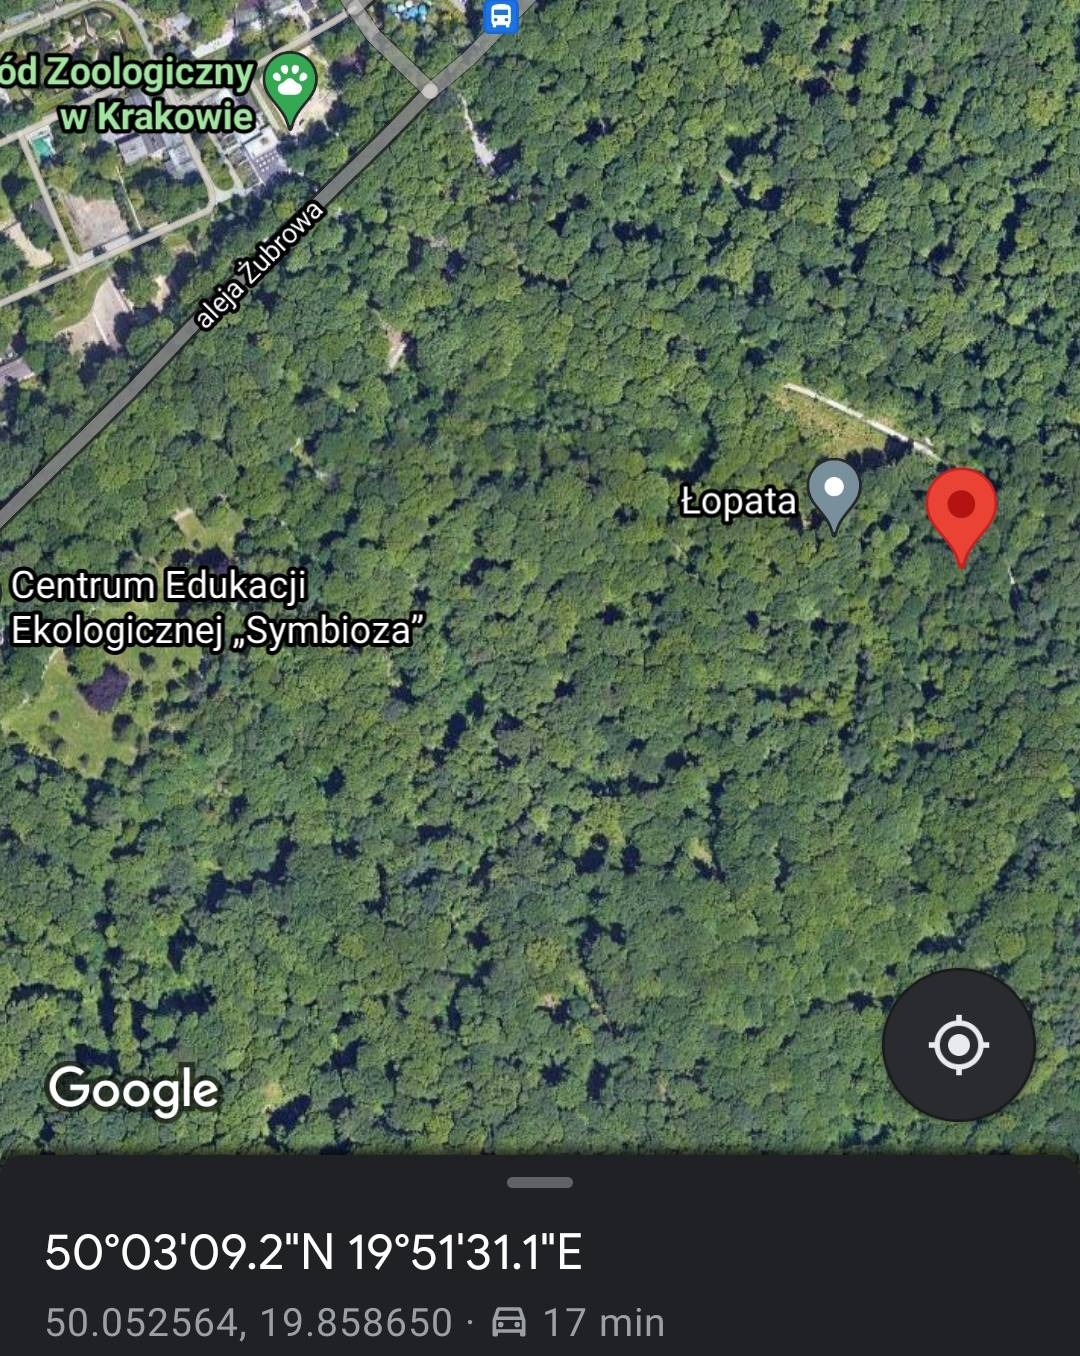 ód Zoologiczny
w Krakowie
aleja Żubrowa
Łopata
Centrum Edukacji
Ekologicznej „Symbioza”
Google
50°03'09.2"N 19°51'31.1"E
50.052564, 19.858650 · 17 min